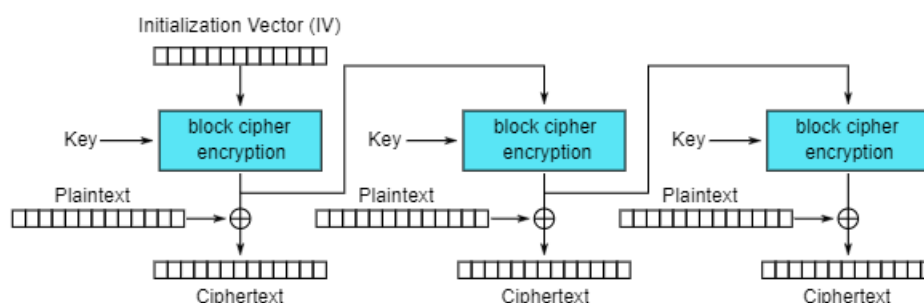 Initialization Vector (IV)
Key
block cipher
encryption
Key
block cipher
encryption
Key
block cipher
encryption
Plaintext
Plaintext
Plaintext
Ciphertext
Ciphertext
Ciphertext